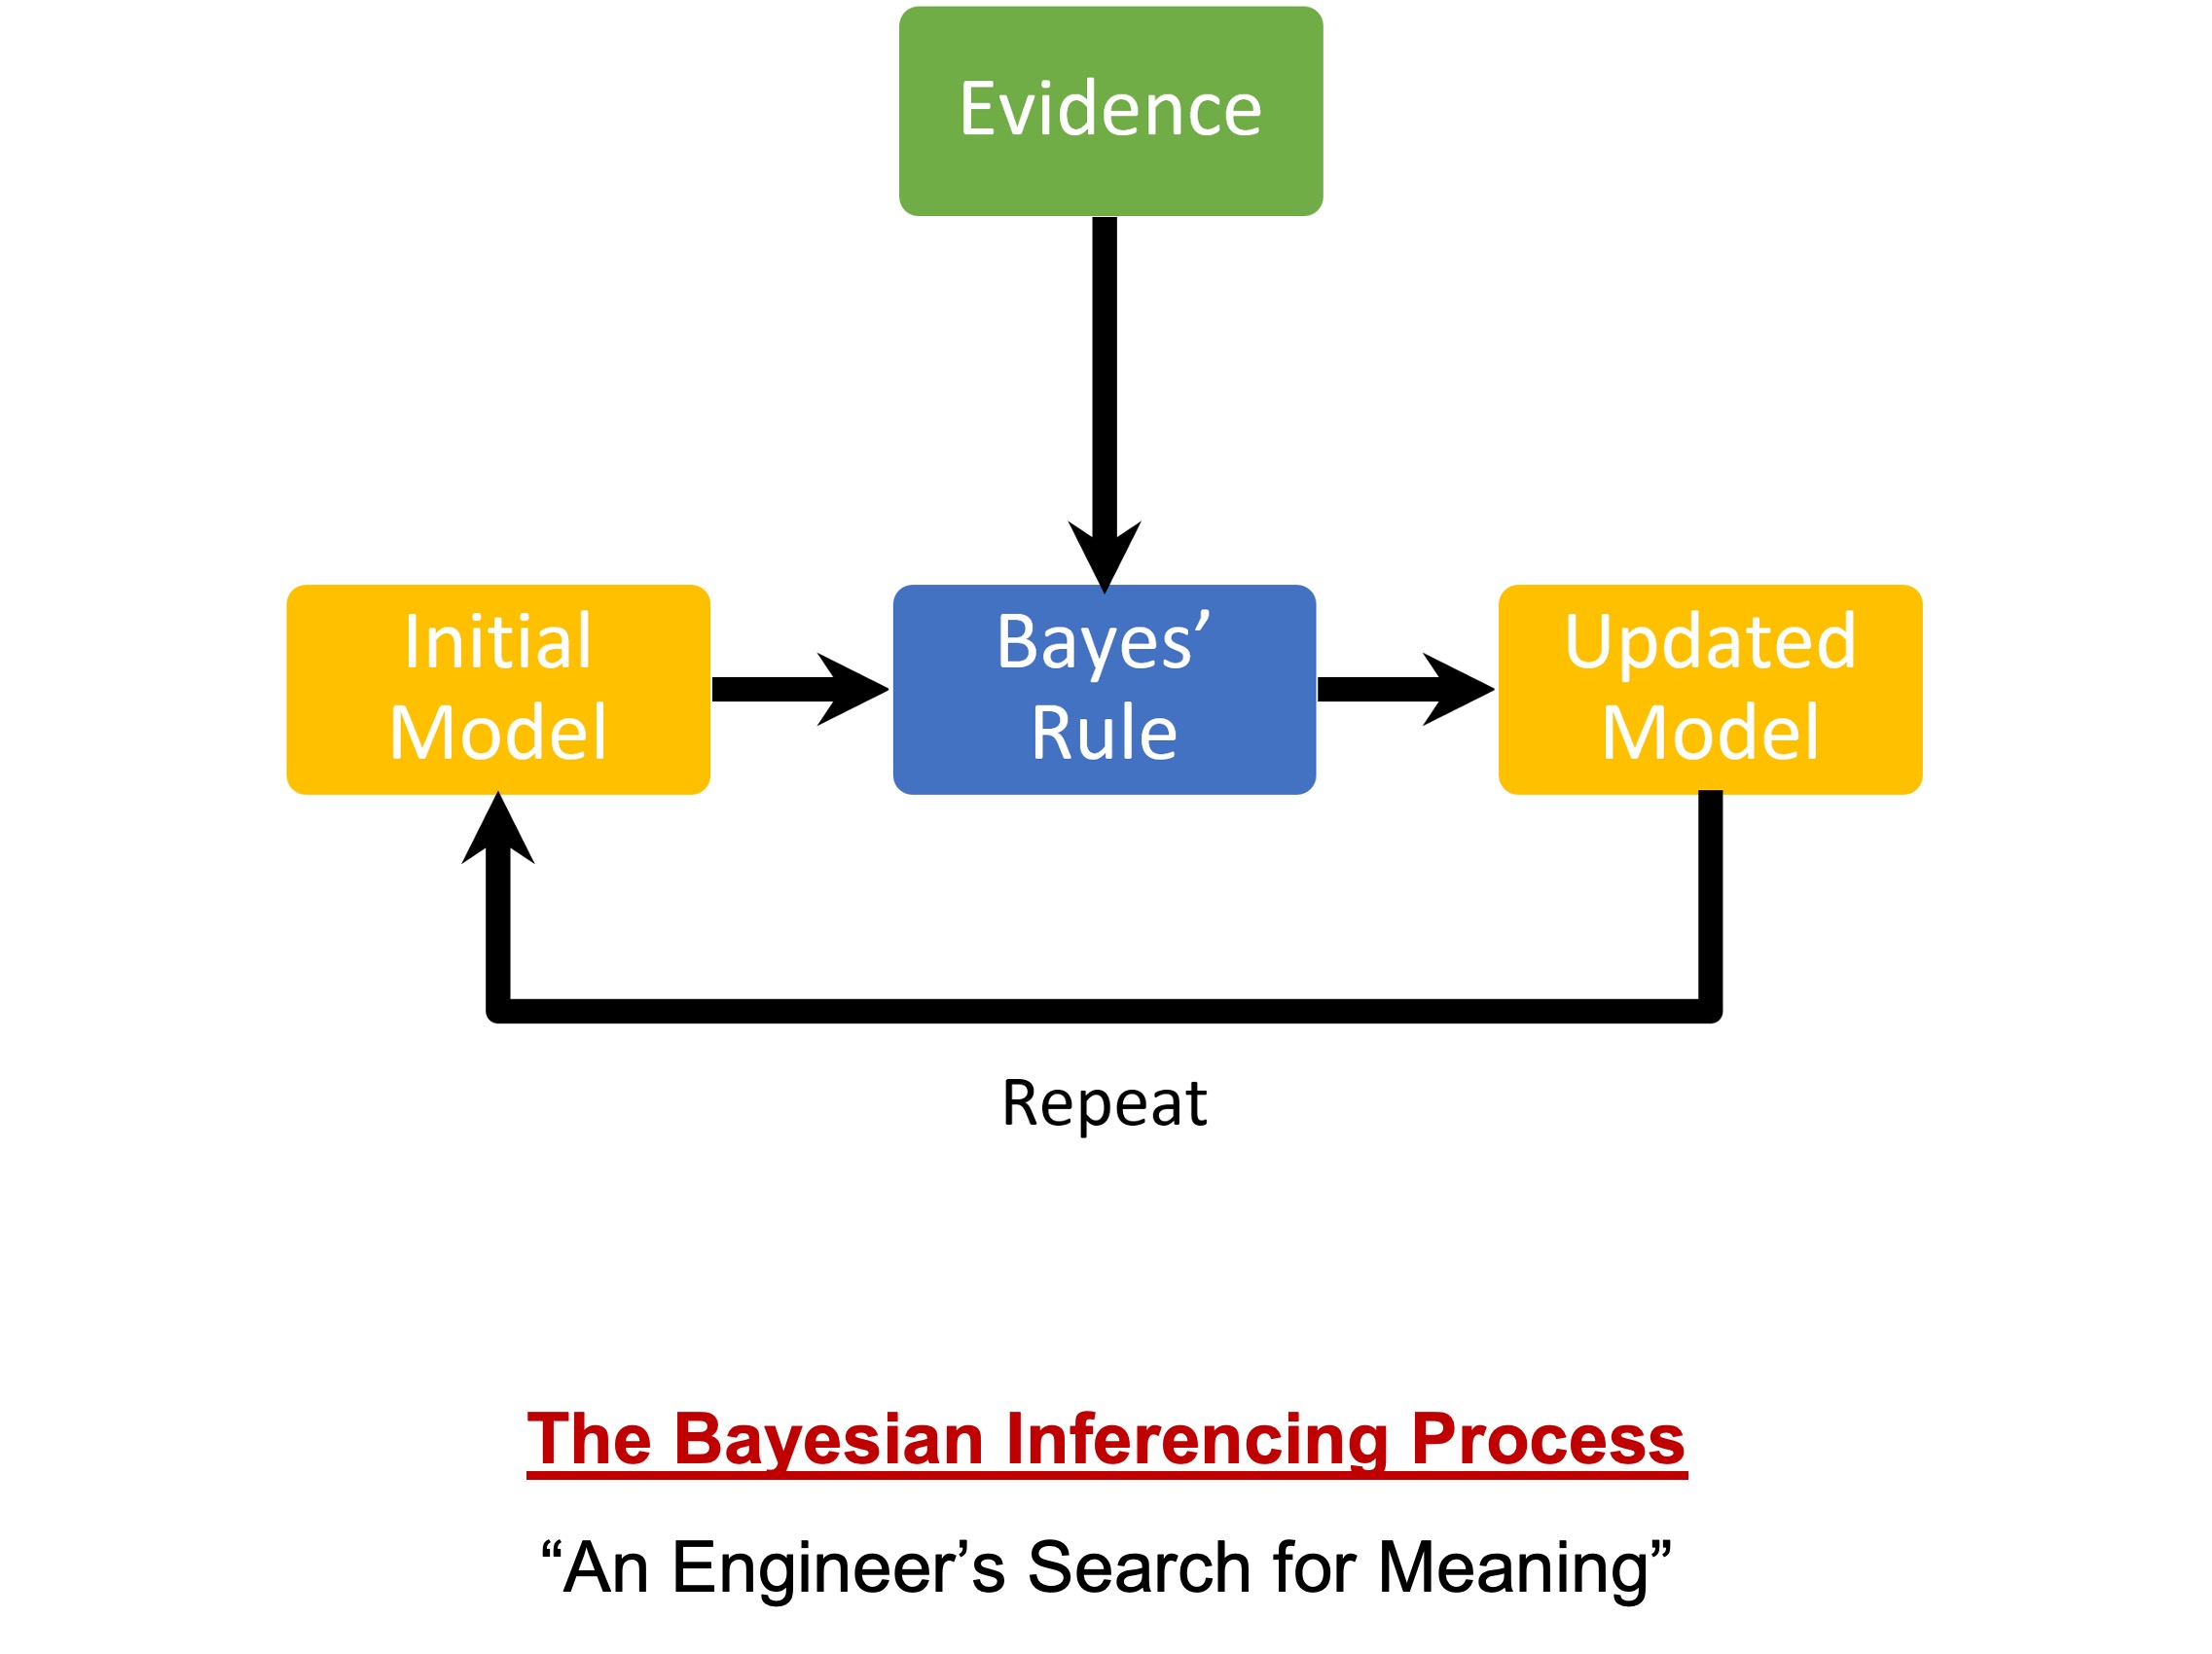 Evidence
Initial
Model
Bayes’
Rule
Updated
Model
Repeat
The Bayesian Inferencing Process
“An Engineer’s Search for Meaning”